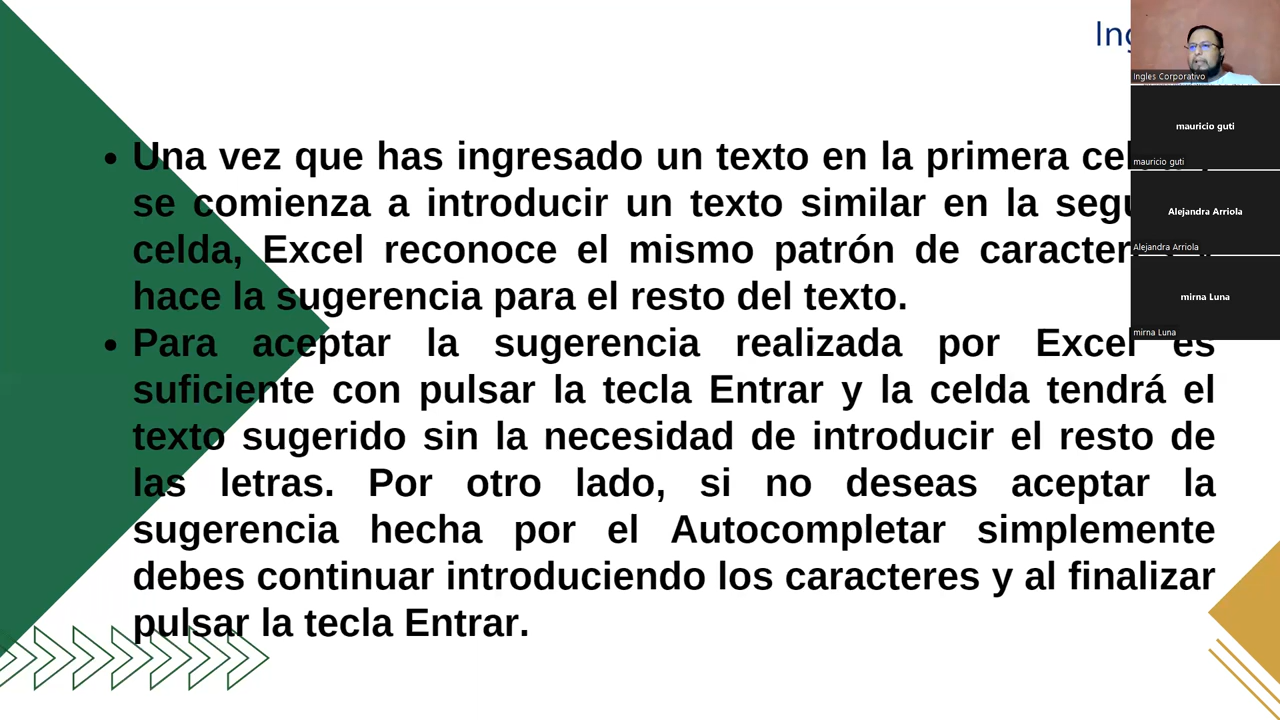 Ing
Una vez que has ingresado un texto en la primera
se comienza a introducir un texto similar en la
celda, Excel reconoce el mismo patrón de
hace la sugerencia para el resto del texto.
Para aceptar la sugerencia realizada por Excel es
suficiente con pulsar la tecla Entrar y la celda tendrá el
texto sugerido sin la necesidad de introducir el resto de
las letras. Por otro lado, si no deseas aceptar la
sugerencia hecha por el Autocompletar simplemente
debes continuar introduciendo los caracteres y al finalizar
pulsar la tecla Entrar.
Ingles Corporativo
mauricio guti
mauricio guti
Alejandra Arriola
Alejandra Arriola
mirna Luna
mirna Luna